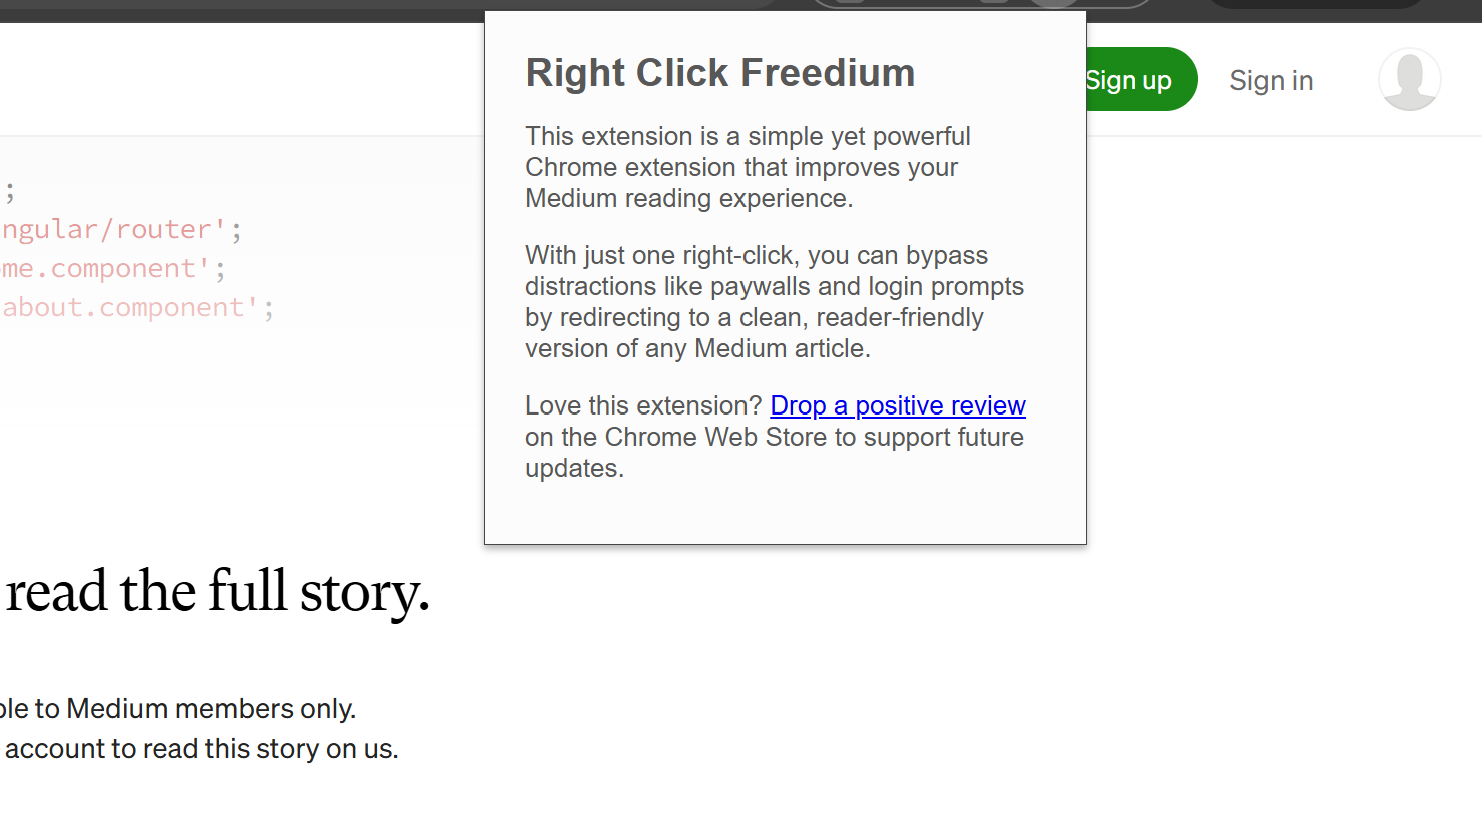 Right Click Freedium
This extension is a simple yet powerful
Chrome extension that improves your
Medium reading experience.
With just one right-click, you can bypass
distractions like paywalls and login prompts
by redirecting to a clean, reader-friendly
version of any Medium article.
Love this extension? Drop a positive review
on the Chrome Web Store to support future
updates.
Sign up Sign in
;
ngular/router';
me.component';
about.component';
read the full story.
to Medium members only.
account to read this story on us.